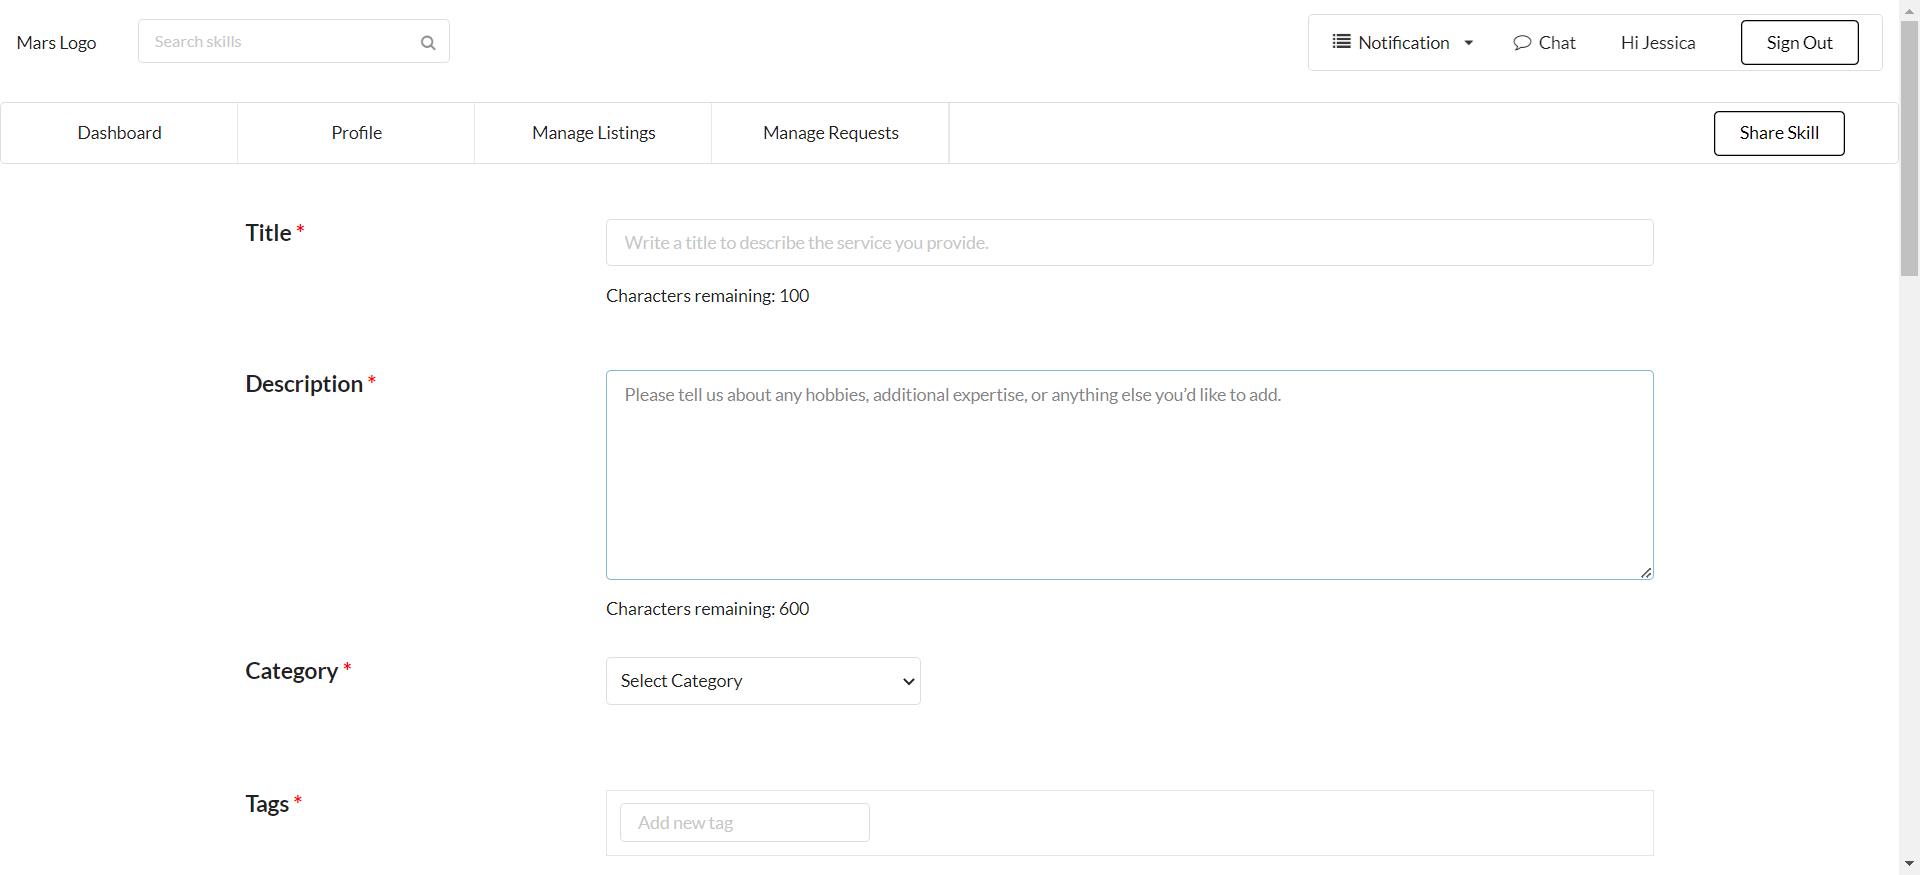 Mars Logo
Search skills
Notification
Chat
Hi Jessica
Sign Out
Dashboard
Profile
Manage Listings
Manage Requests
Share Skill
Title *
Write a title to describe the service you provide.
Characters remaining: 100
Description *
Please tell us about any hobbies, additional expertise, or anything else you’d like to add.
Characters remaining: 600
Category *
Select Category
Tags *
Add new tag